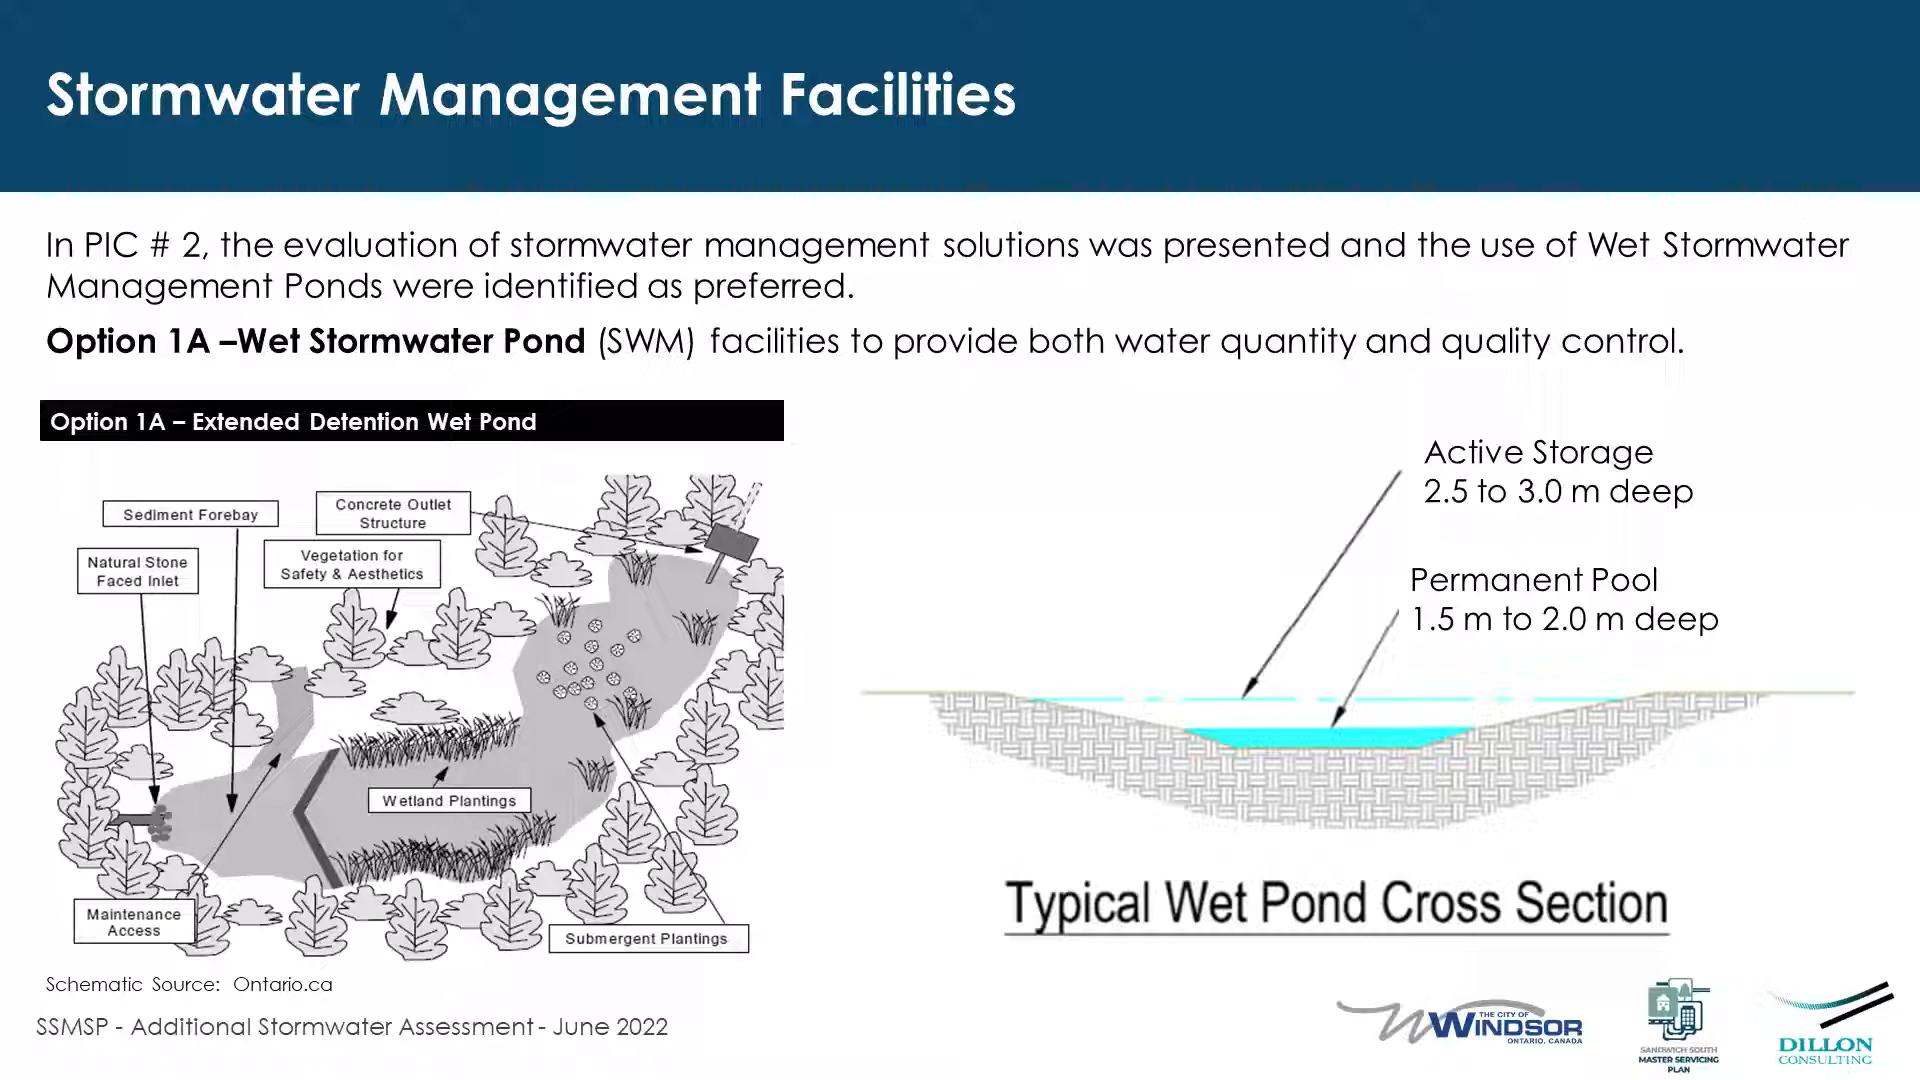 Stormwater Management Facilities
In PIC # 2, the evaluation of stormwater management solutions was presented and the use of Wet Stormwater
Management Ponds were identified as preferred.
Option 1A –Wet Stormwater Pond (SWM) facilities to provide both water quantity and quality control.
Option 1A – Extended Detention Wet Pond
Sediment Forebay
Concrete Outlet
Structure
Natural Stone
Faced Inlet
Vegetation for
Safety & Aesthetics
Wetland Plantings
Maintenance
Access
Submergent Plantings
Active Storage
2.5 to 3.0 m deep
Permanent Pool
1.5 m to 2.0 m deep
Typical Wet Pond Cross Section
Schematic Source: Ontario.ca
SSMSP - Additional Stormwater Assessment - June 2022
THE CITY OF
WINDSOR
ONTARIO, CANADA
SANDWICH SOUTH
MASTER SERVICING
PLAN
DILLON
CONSULTING